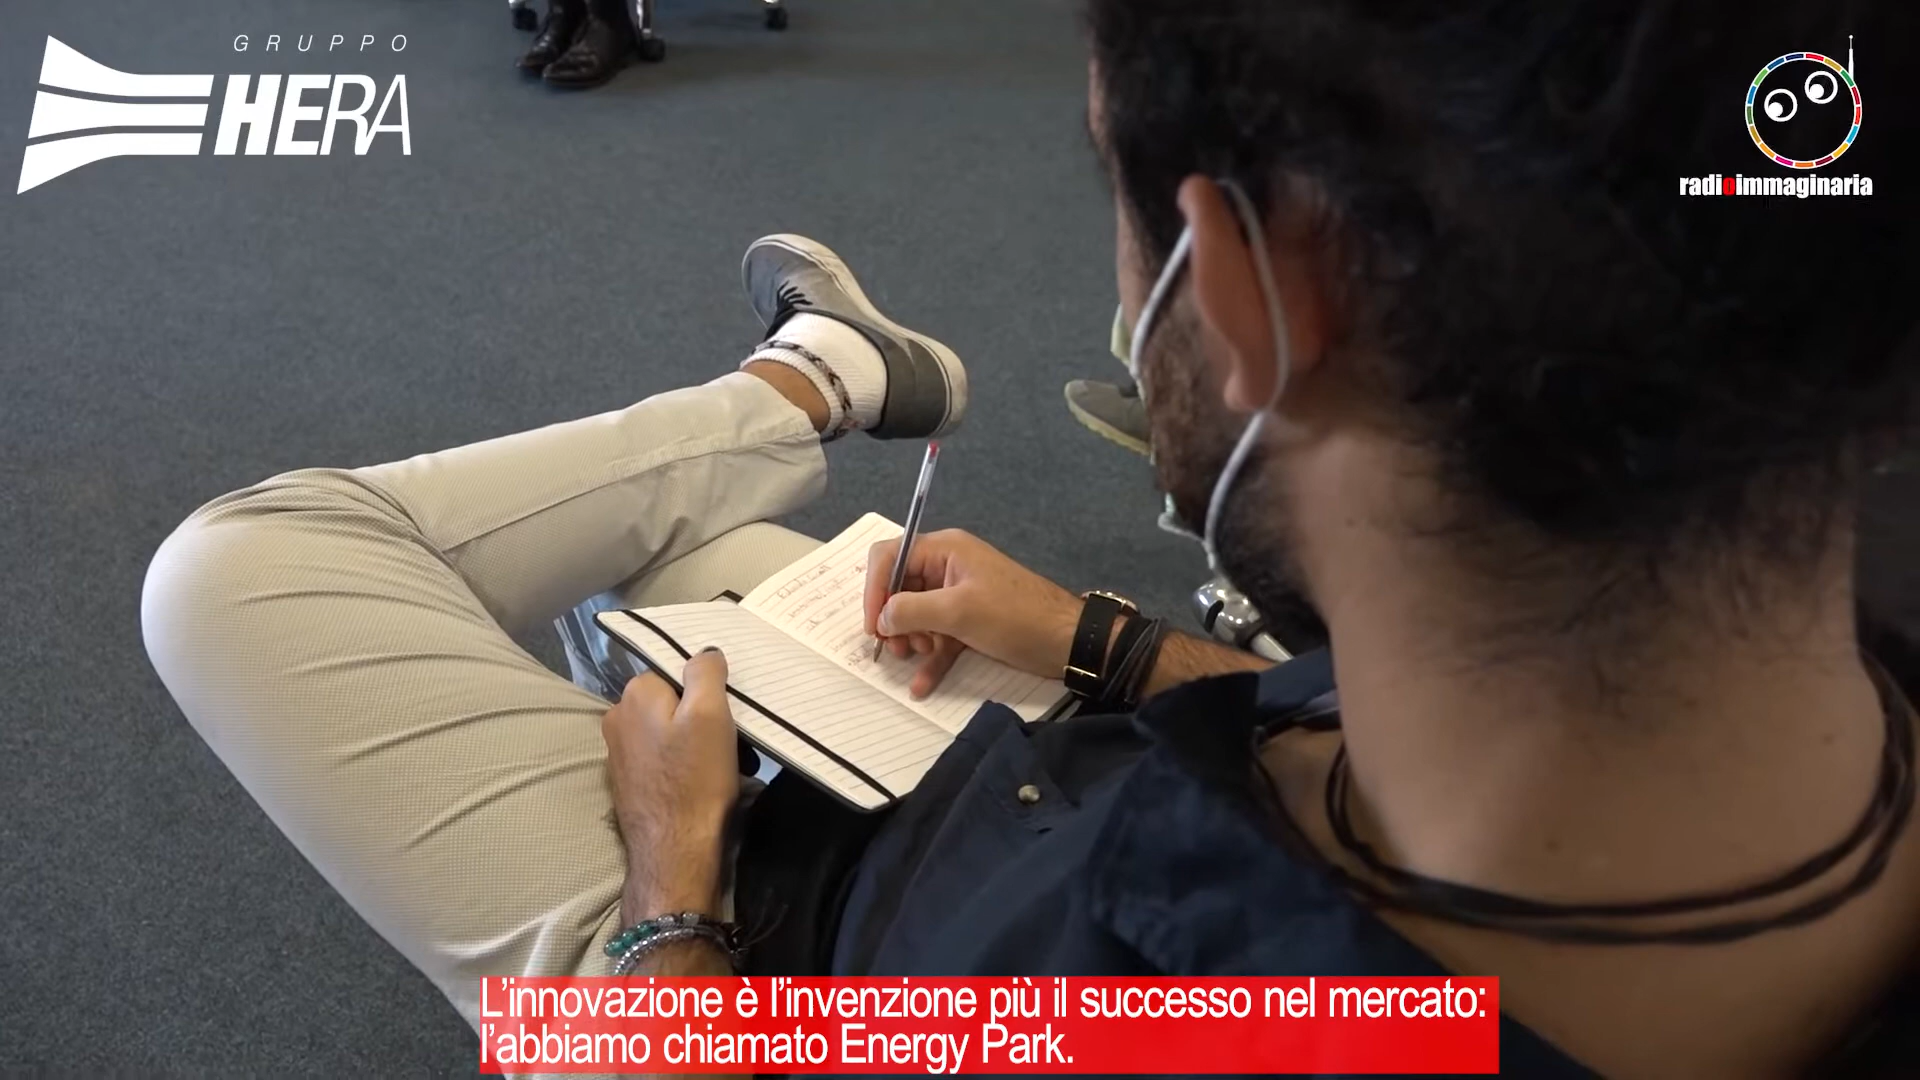 GRUPPO
HERA
radioimmaginaria
L'innovazione è l'invenzione più il successo nel mercato:
l'abbiamo chiamato Energy Park.